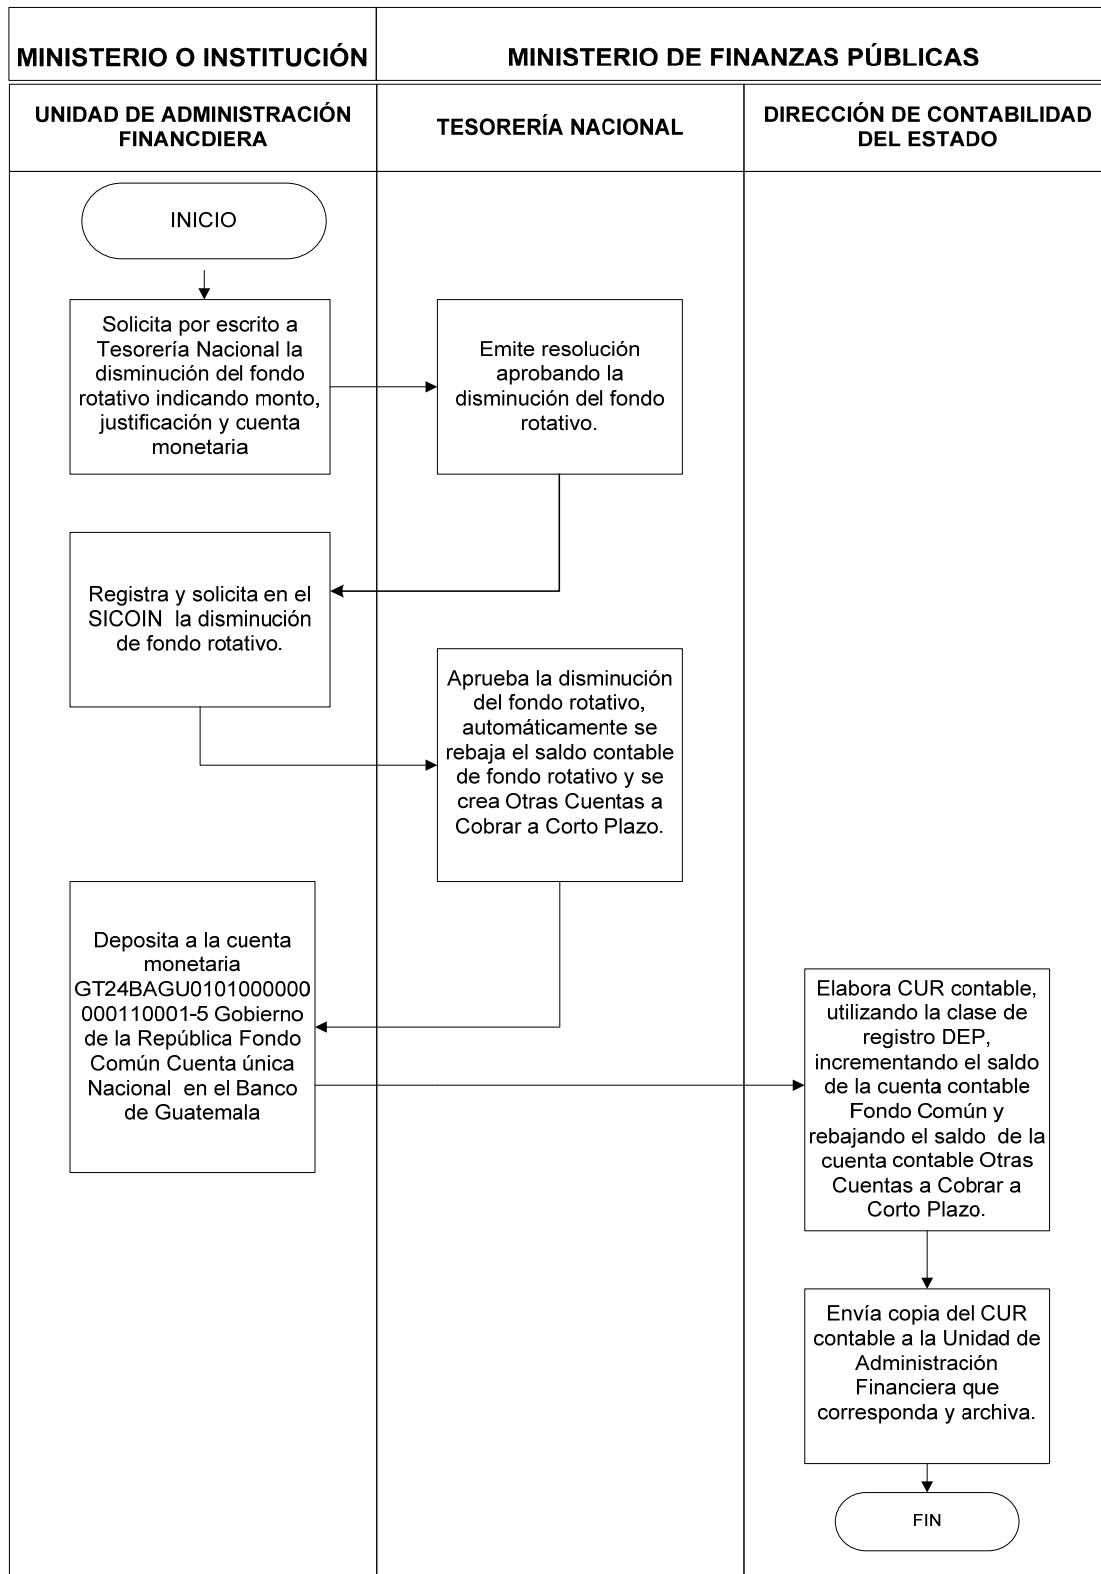 MINISTERIO O INSTITUCIÓN
MINISTERIO DE FINANZAS PÚBLICAS
UNIDAD DE ADMINISTRACIÓN
FINANCDIERA
TESORERÍA NACIONAL
DIRECCIÓN DE CONTABILIDAD
DEL ESTADO
INICIO
Solicita por escrito a
Tesorería Nacional la
disminución del fondo
rotativo indicando monto,
justificación y cuenta
monetaria
Emite resolución
aprobando la
disminución del fondo
rotativo.
Registra y solicita en el
SICOIN la disminución
de fondo rotativo.
Aprueba la disminución
del fondo rotativo,
automáticamente se
rebaja el saldo contable
de fondo rotativo y se
crea Otras Cuentas a
Cobrar a Corto Plazo.
Deposita a la cuenta
monetaria
GT24BAGU0101000000
000110001-5 Gobierno
de la República Fondo
Común Cuenta única
Nacional en el Banco
de Guatemala
Elabora CUR contable,
utilizando la clase de
registro DEP,
incrementando el saldo
de la cuenta contable
Fondo Común y
rebajando el saldo de la
cuenta contable Otras
Cuentas a Cobrar a
Corto Plazo.
Envía copia del CUR
contable a la Unidad de
Administración
Financiera que
corresponda y archiva.
FIN